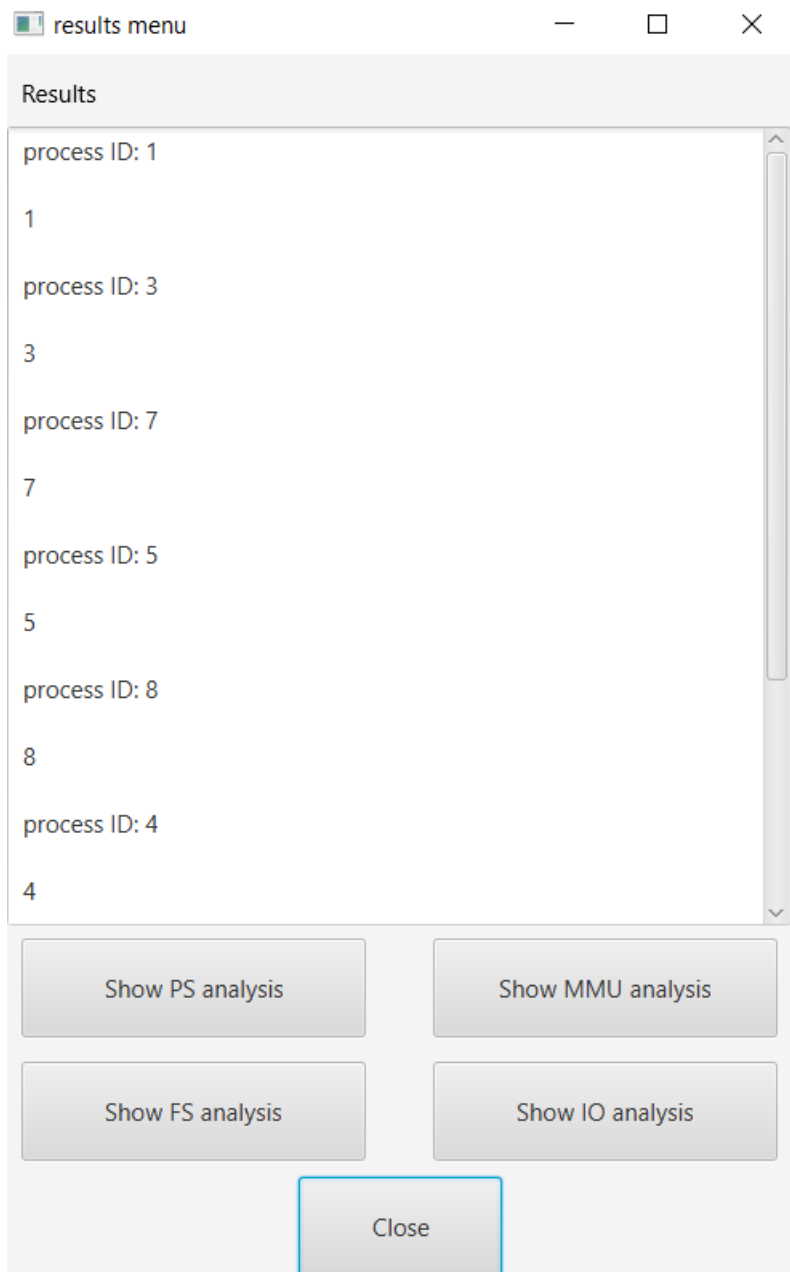 results menu
Results
process ID: 1
1
process ID: 3
3
process ID: 7
7
process ID: 5
5
process ID: 8
8
process ID: 4
4
Show PS analysis
Show MMU analysis
Show FS analysis
Show IO analysis
Close